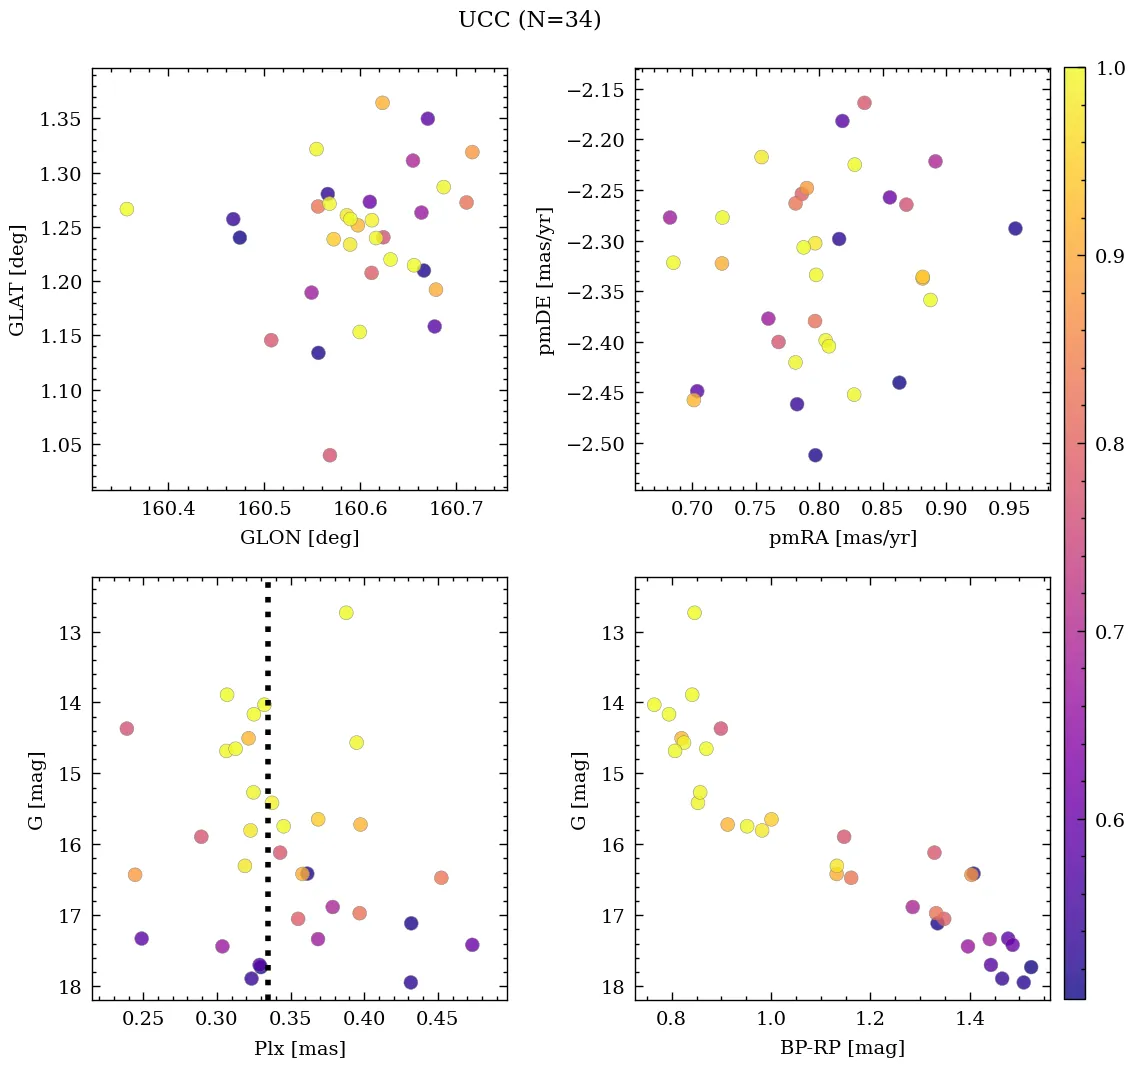 UCC (N=34)
1.35
1.30
1.25
1.20
1.15
1.10
1.05
GLAT [deg]
160.4 160.5 160.6 160.7
GLON [deg]
−2.15
−2.20
−2.25
−2.30
−2.35
−2.40
−2.45
−2.50
pmDE [mas/yr]
0.70 0.75 0.80 0.85 0.90 0.95
pmRA [mas/yr]
1.0
0.9
0.8
0.7
0.6
13
14
15
16
17
18
G [mag]
0.25 0.30 0.35 0.40 0.45
Plx [mas]
13
14
15
16
17
18
G [mag]
0.8 1.0 1.2 1.4
BP-RP [mag]